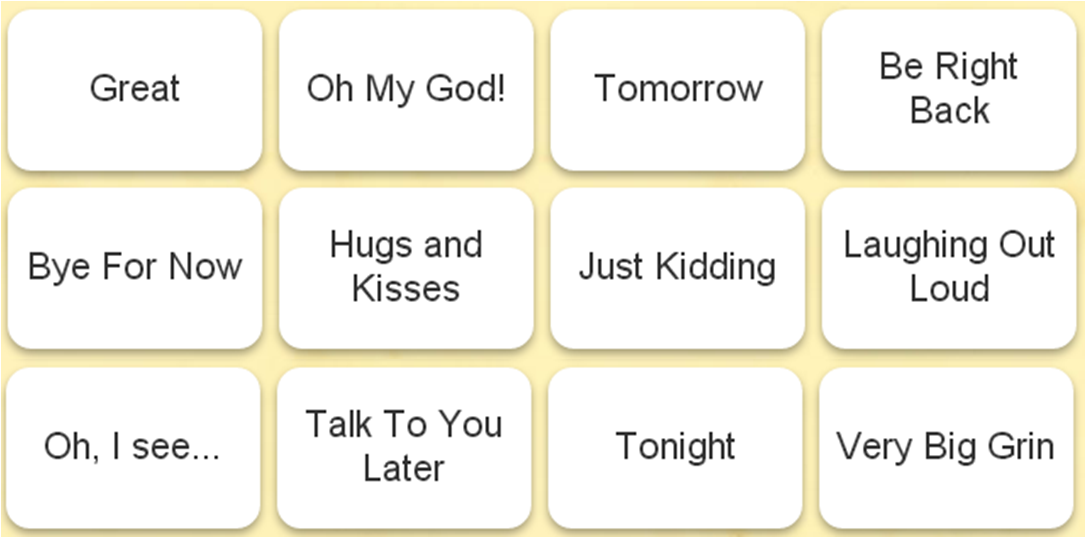 Great
Oh My God!
Tomorrow
Be Right
Back
Bye For Now
Hugs and
Kisses
Just Kidding
Laughing Out
Loud
Oh, I see...
Talk To You
Later
Tonight
Very Big Grin